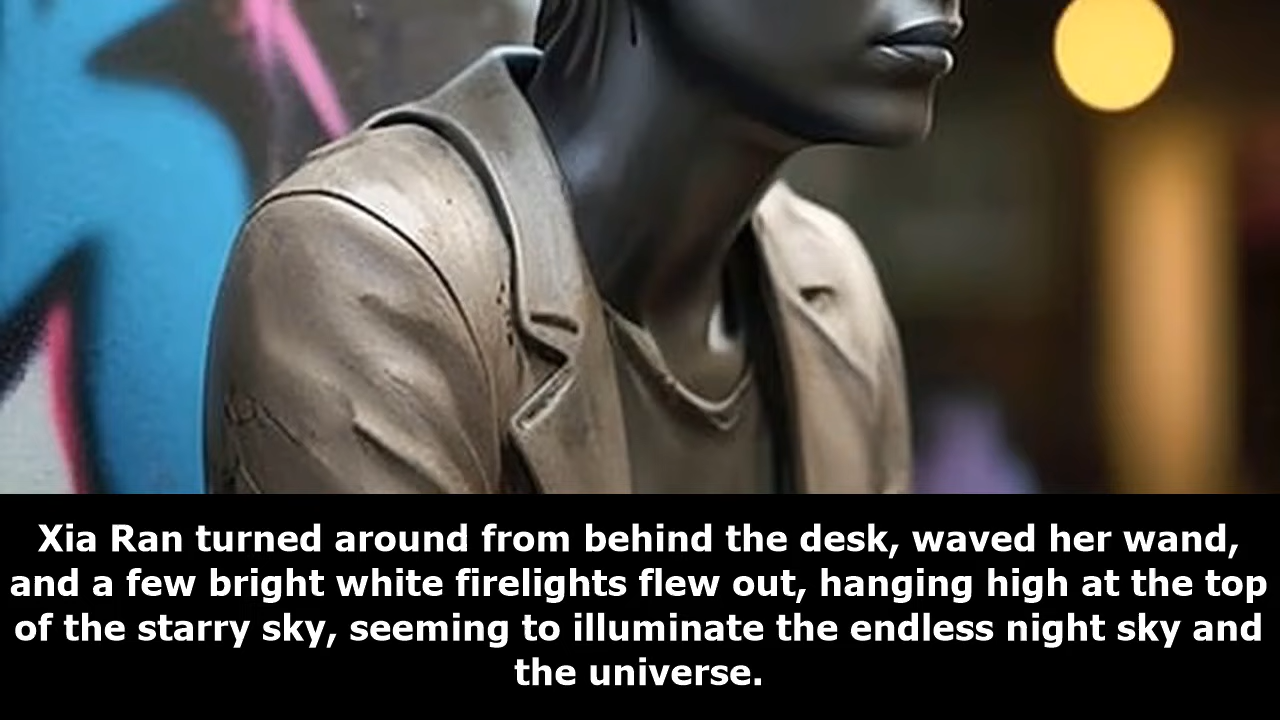 Xia Ran turned around from behind the desk, waved her wand,
and a few bright white firelights flew out, hanging high at the top
of the starry sky, seeming to illuminate the endless night sky and
the universe.